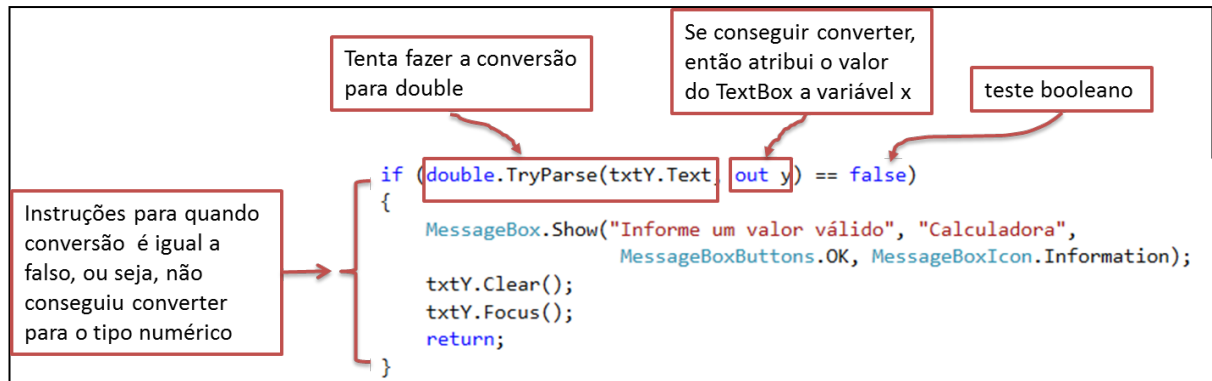 Tenta fazer a conversão
para double
Se conseguir converter,
então atribui o valor
do TextBox a variável x
teste booleano
Instruções para quando
conversão é igual a
falso, ou seja, não
conseguiu converter
para o tipo numérico
if (double.TryParse(txtY.Text, out y) == false)
{
MessageBox.Show("Informe um valor válido", "Calculadora",
MessageBoxButtons.OK, MessageBoxIcon.Information);
txtY.Clear();
txtY.Focus();
return;
}